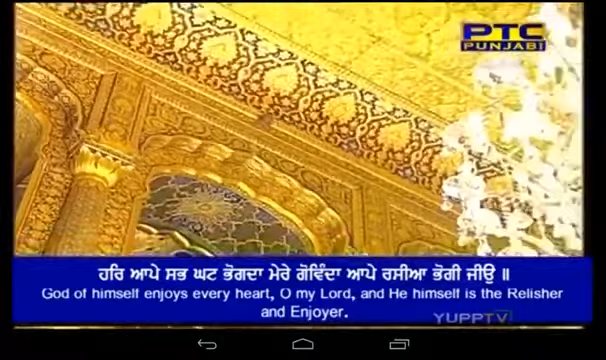 PTC
PUNJABI
ਹਰਿ ਆਪੇ ਸਭ ਘਟ ਭੋਗਦਾ ਮੇਰੇ ਗੋਵਿੰਦਾ ਆਪੇ ਰਸੀਆ ਭੋਗੀ ਜੀਉ ॥
God of himself enjoys every heart, O my Lord, and He himself is the Relisher
and Enjoyer.
YUPPTV